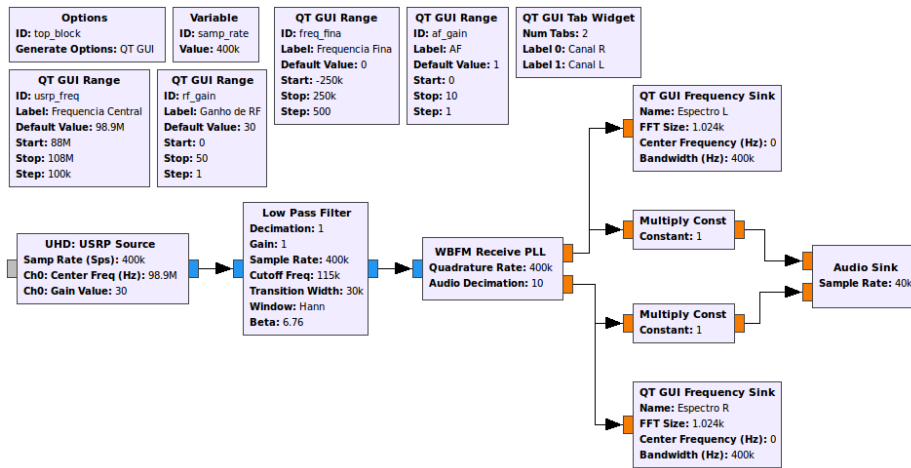 Options
ID: top_block
Generate Options: QT GUI
Variable
ID: samp_rate
Value: 400k
QT GUI Range
ID: freq_fina
Label: Frequencia Fina
Default Value: 0
Start: -250k
Stop: 250k
Step: 500
QT GUI Range
ID: af_gain
Label: AF
Default Value: 1
Start: 0
Stop: 10
Step: 1
QT GUI Tab Widget
Num Tabs: 2
Label 0: Canal R
Label 1: Canal L
QT GUI Range
ID: usrp_freq
Label: Frequencia Central
Default Value: 98.9M
Start: 88M
Stop: 108M
Step: 100k
QT GUI Range
ID: rf_gain
Label: Ganho de RF
Default Value: 30
Start: 0
Stop: 50
Step: 1
QT GUI Frequency Sink
Name: Espectro L
FFT Size: 1.024k
Center Frequency (Hz): 0
Bandwidth (Hz): 400k
UHD: USRP Source
Samp Rate (Sps): 400k
Ch0: Center Freq (Hz): 98.9M
Ch0: Gain Value: 30
Low Pass Filter
Decimation: 1
Gain: 1
Sample Rate: 400k
Cutoff Freq: 115k
Transition Width: 30k
Window: Hann
Beta: 6.76
WBFM Receive PLL
Quadrature Rate: 400k
Audio Decimation: 10
Multiply Const
Constant: 1
Multiply Const
Constant: 1
Audio Sink
Sample Rate: 40k
QT GUI Frequency Sink
Name: Espectro R
FFT Size: 1.024k
Center Frequency (Hz): 0
Bandwidth (Hz): 400k